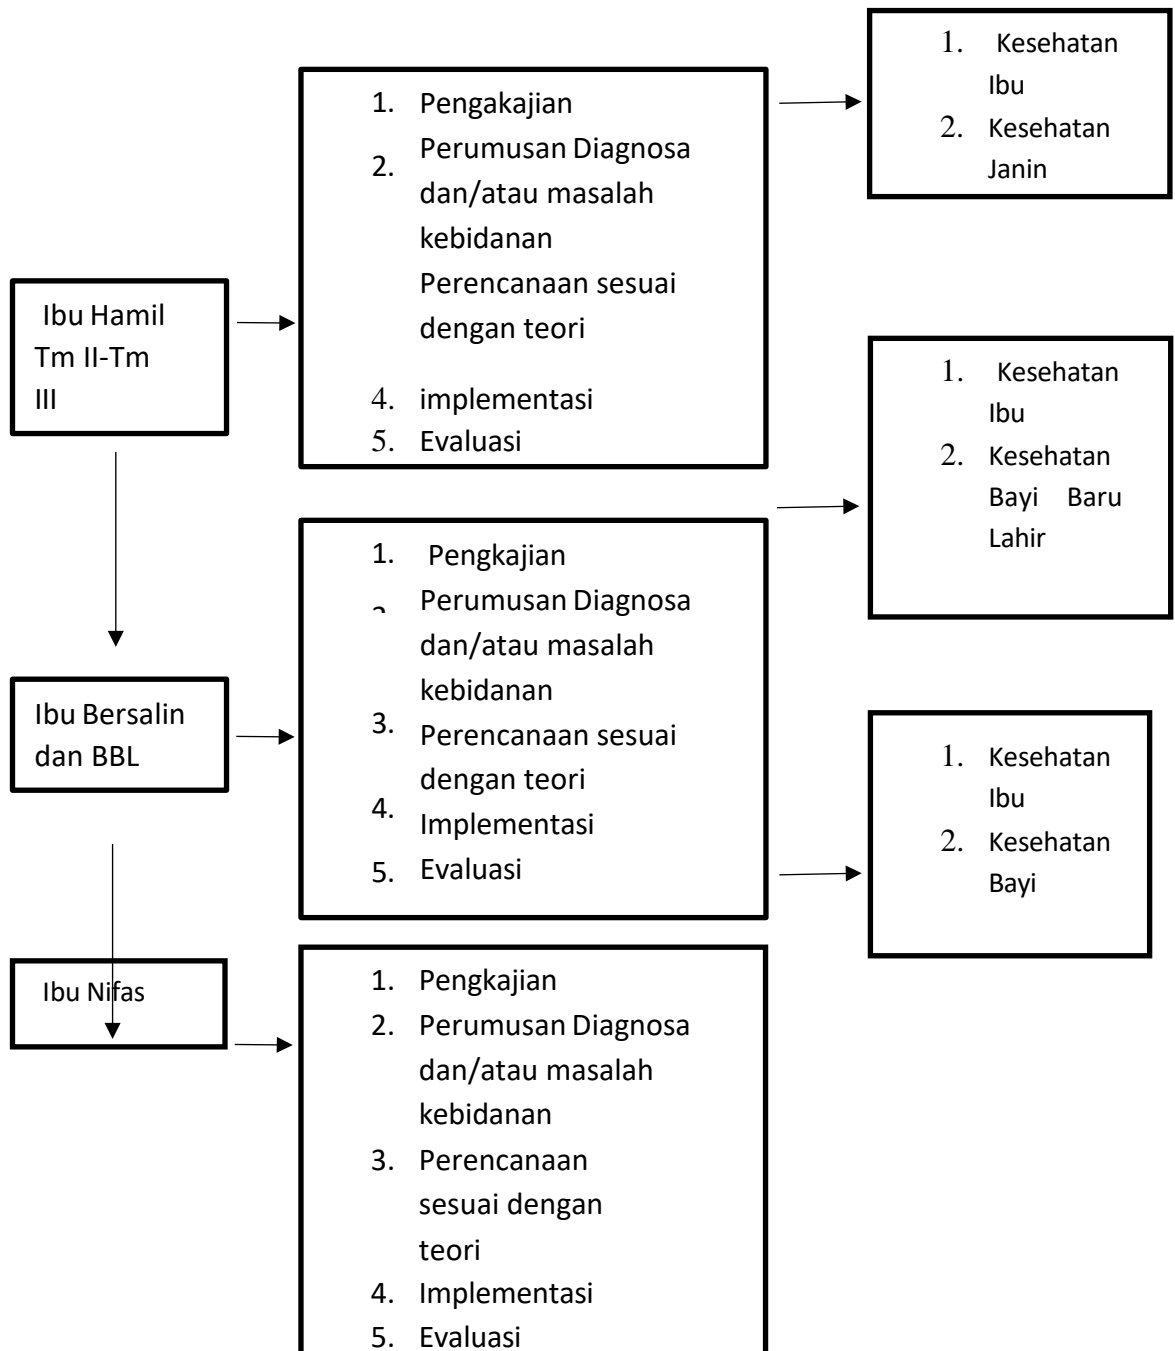 Ibu Hamil
Tm II-Tm
III
1. Pengakajian
2. Perumusan Diagnosa
dan/atau masalah
kebidanan
Perencanaan sesuai
dengan teori
4. implementasi
5. Evaluasi
1. Kesehatan
Ibu
2. Kesehatan
Janin
Ibu Bersalin
dan BBL
1. Pengkajian
Perumusan Diagnosa
dan/atau masalah
kebidanan
3. Perencanaan sesuai
dengan teori
4. Implementasi
5. Evaluasi
1. Kesehatan
Ibu
2. Kesehatan
Bayi Baru
Lahir
Ibu Nifas
1. Pengkajian
2. Perumusan Diagnosa
dan/atau masalah
kebidanan
3. Perencanaan
sesuai dengan
teori
4. Implementasi
5. Evaluasi
1. Kesehatan
Ibu
2. Kesehatan
Bayi